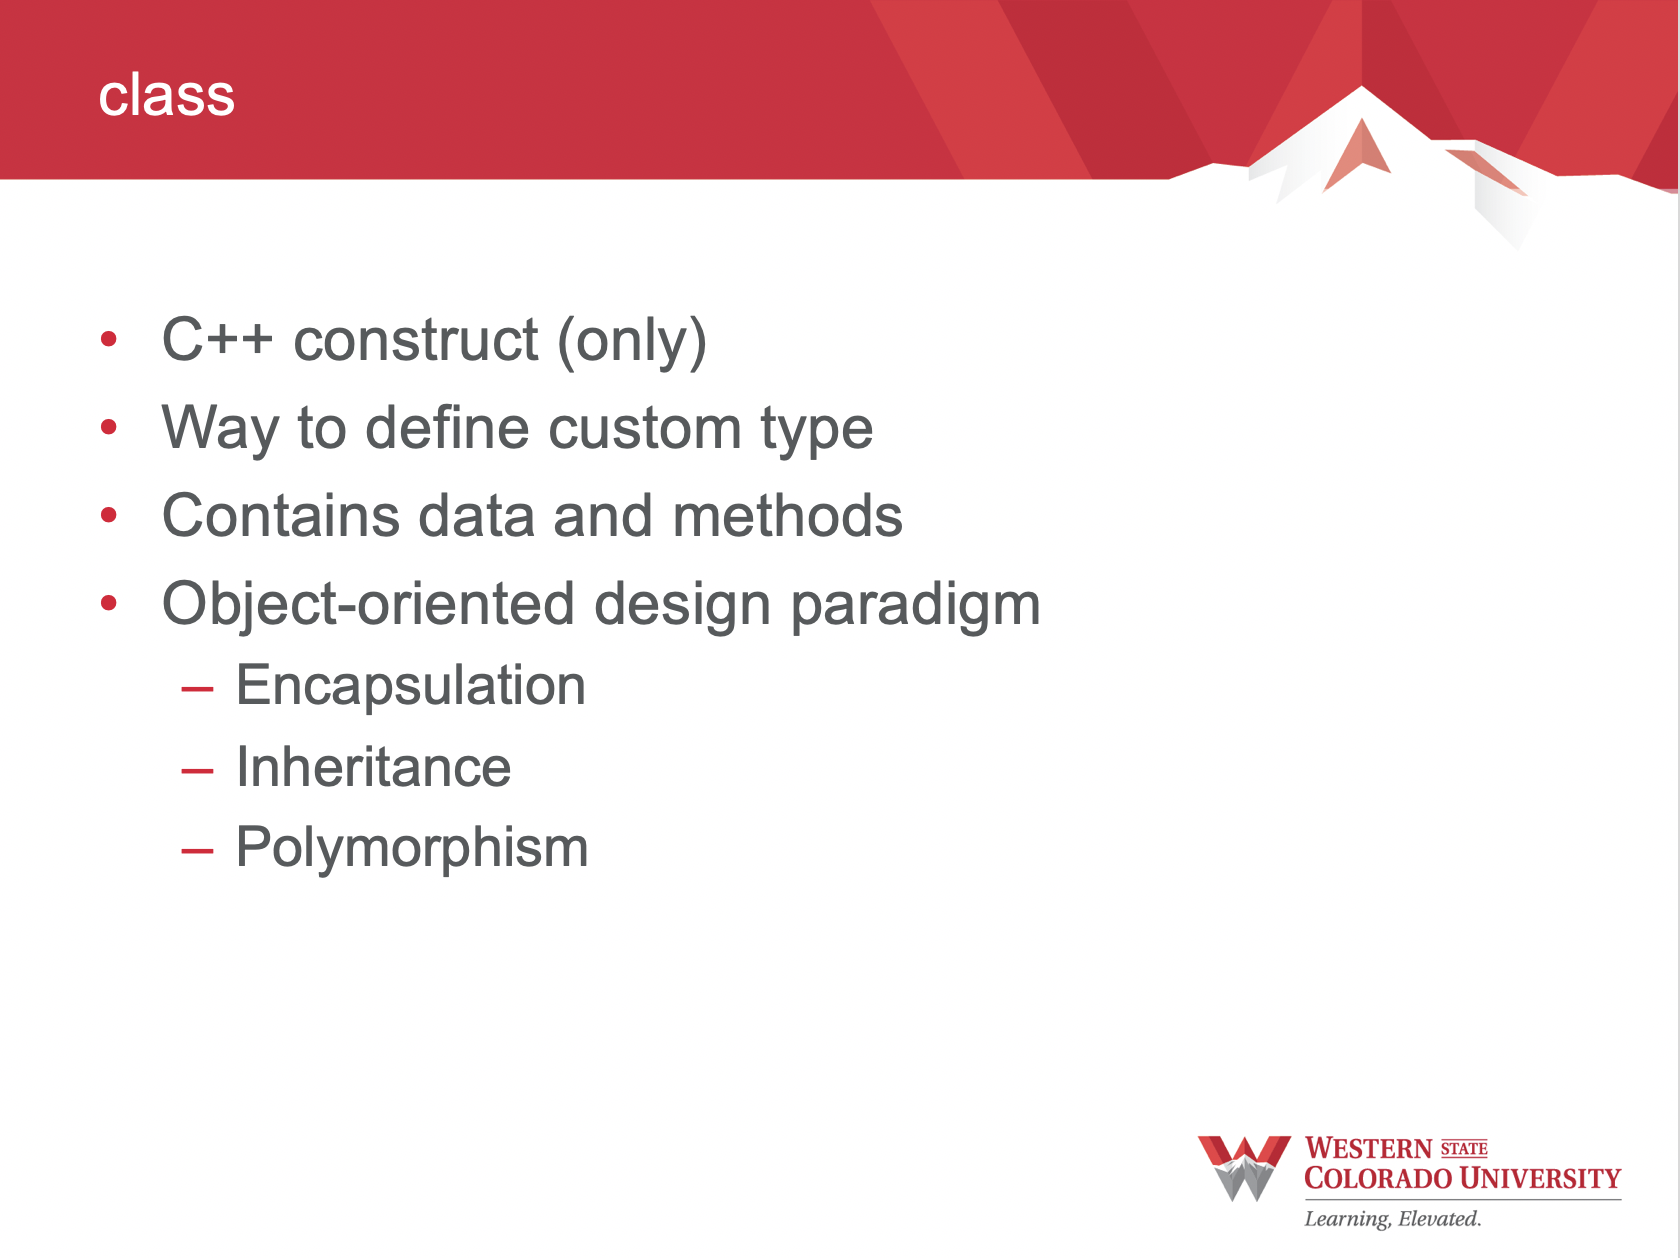 class
• C++ construct (only)
• Way to define custom type
• Contains data and methods
• Object-oriented design paradigm
– Encapsulation
– Inheritance
– Polymorphism
WESTERN STATE
COLORADO UNIVERSITY
Learning, Elevated.